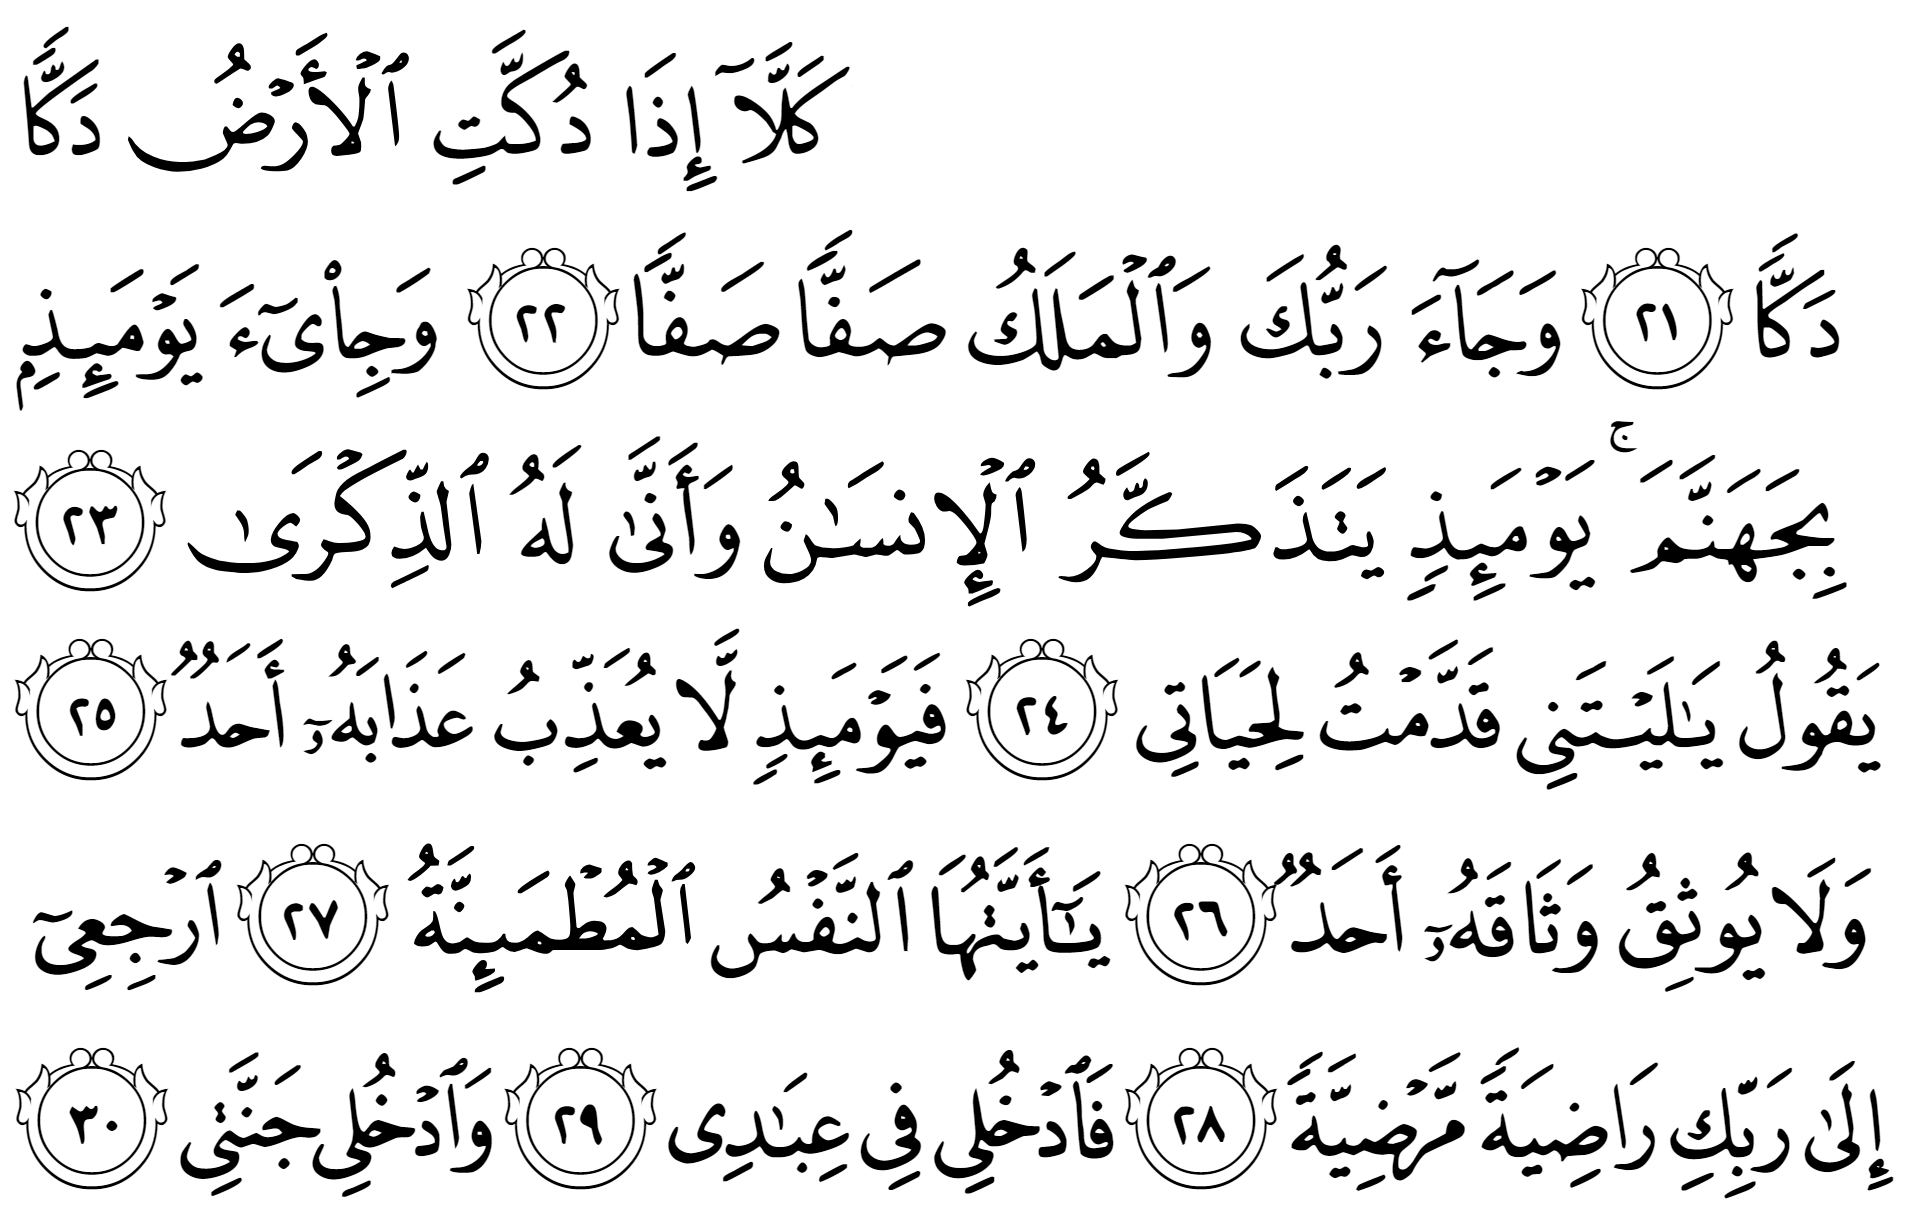 كَلَّآ إِذَا دُكَّتِ ٱلْأَرْضُ دَكًّا
دَكًّا ٢١ وَجَآءَ رَبُّكَ وَٱلْمَلَكُ صَفًّا صَفًّا ٢٢ وَجِا۟ىٓءَ يَوْمَئِذٍۭ
بِجَهَنَّمَ ۚ يَوْمَئِذٍ يَتَذَكَّرُ ٱلْإِنسَـٰنُ وَأَنَّىٰ لَهُ ٱلذِّكْرَىٰ ٢٣
يَقُولُ يَـٰلَيْتَنِى قَدَّمْتُ لِحَيَاتِى ٢٤ فَيَوْمَئِذٍ لَّا يُعَذِّبُ عَذَابَهُۥٓ أَحَدٌ ٢٥
وَلَا يُوثِقُ وَثَاقَهُۥٓ أَحَدٌ ٢٦ يَـٰٓأَيَّتُهَا ٱلنَّفْسُ ٱلْمُطْمَئِنَّةُ ٢٧ ٱرْجِعِىٓ
إِلَىٰ رَبِّكِ رَاضِيَةً مَّرْضِيَّةً ٢٨ فَٱدْخُلِى فِى عِبَـٰدِى ٢٩ وَٱدْخُلِى جَنَّتِى ٣٠